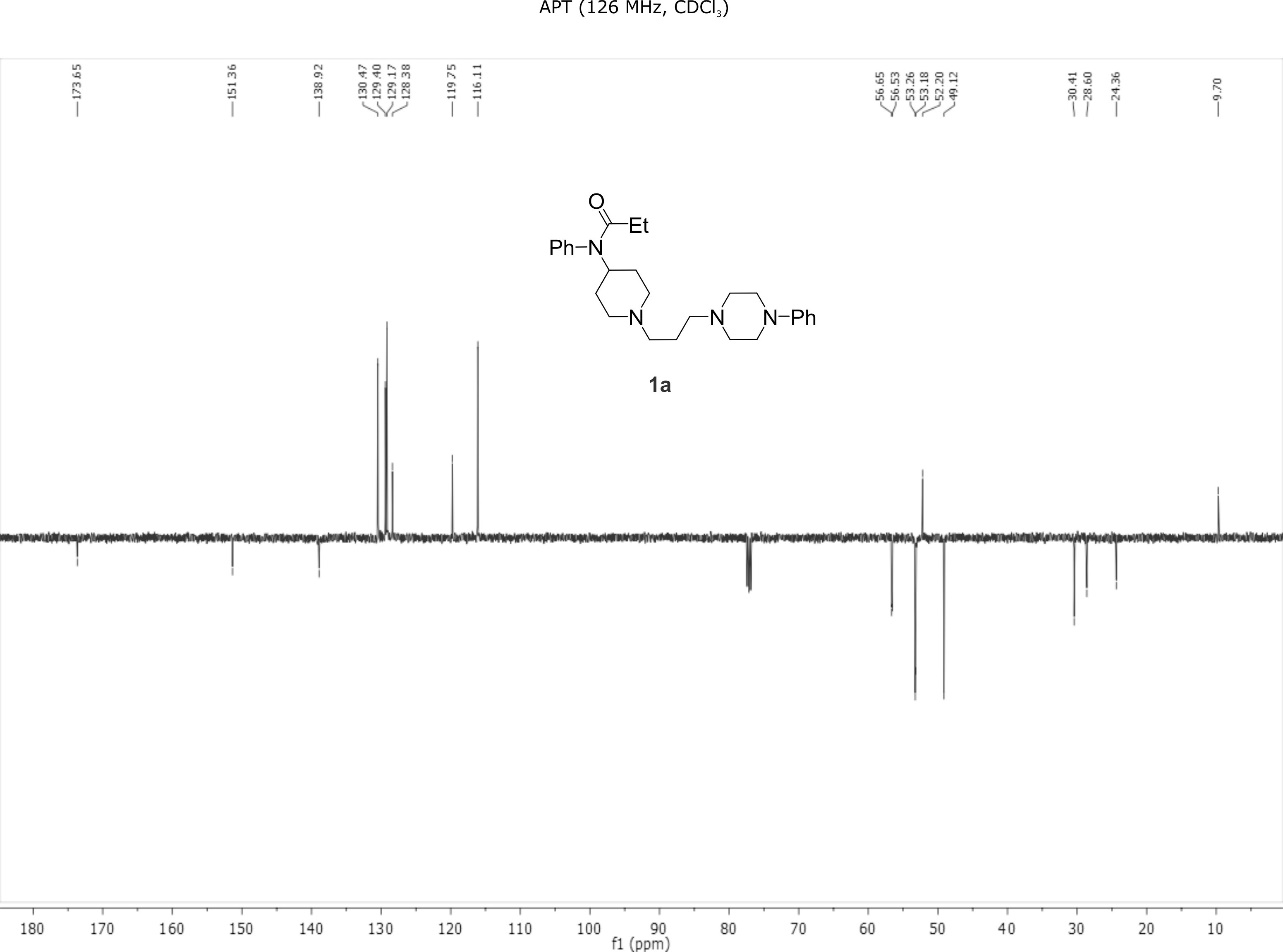 APT (126 MHz, CDCl₃)
173.65
151.36
138.92
130.47
129.40
129.17
128.38
119.75
116.11
56.65
56.53
53.26
53.18
52.20
49.12
30.41
28.60
24.36
9.70
O
Et
Ph N
N
N
N Ph
1a
180 170 160 150 140 130 120 110 100 90 80 70 60 50 40 30 20 10
f1 (ppm)